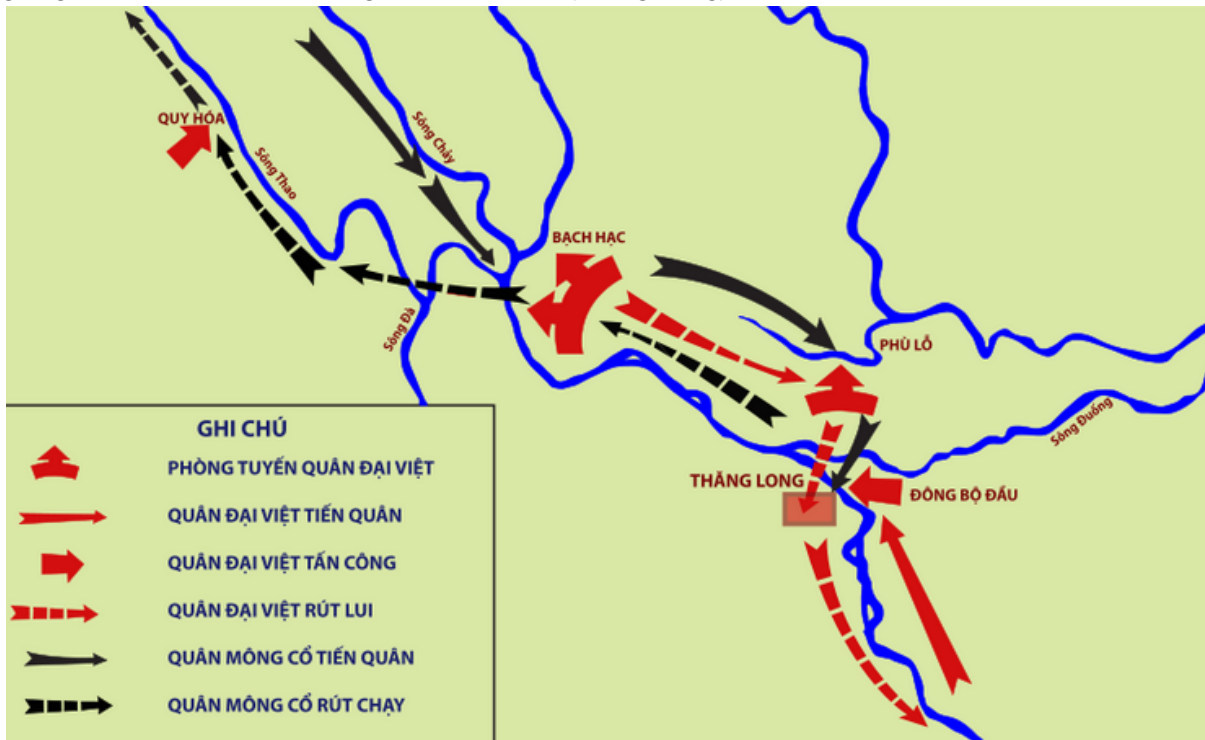 QUY HÓA
Sông Thao
Sông Chảy
BẠCH HẠC
Sông Đà
PHÙ LỖ
Sông Đuống
THĂNG LONG
ĐÔNG BỘ ĐẦU
GHI CHÚ
PHÒNG TUYẾN QUÂN ĐẠI VIỆT
QUÂN ĐẠI VIỆT TIẾN QUÂN
QUÂN ĐẠI VIỆT TẤN CÔNG
QUÂN ĐẠI VIỆT RÚT LUI
QUÂN MÔNG CỔ TIẾN QUÂN
QUÂN MÔNG CỔ RÚT CHẠY